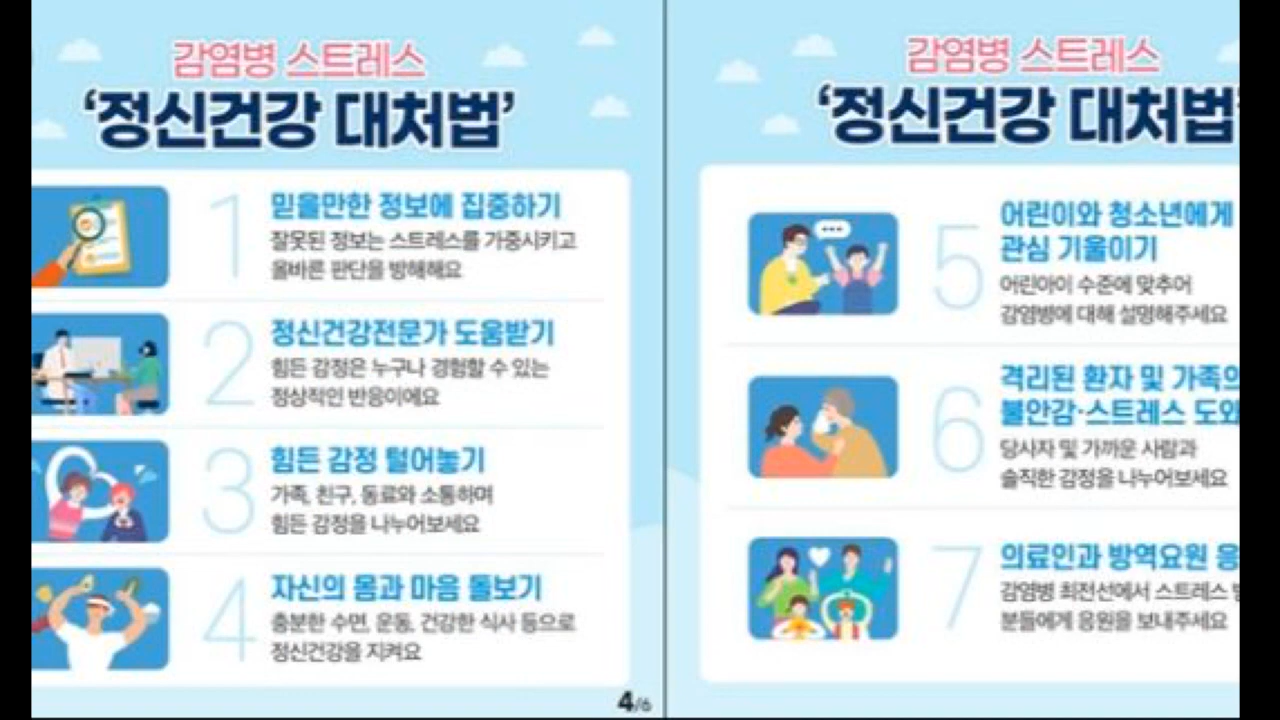 감염병 스트레스
'정신건강 대처법'
1
믿을만한 정보에 집중하기
잘못된 정보는 스트레스를 가중시키고
올바른 판단을 방해해요
2
정신건강전문가 도움받기
힘든 감정은 누구나 경험할 수 있는
정상적인 반응이에요
3
힘든 감정 털어놓기
가족, 친구, 동료와 소통하며
힘든 감정을 나누어보세요
4
자신의 몸과 마음 돌보기
충분한 수면, 운동, 건강한 식사 등으로
정신건강을 지켜요
4/6
감염병 스트레스
'정신건강 대처법'
5
어린이와 청소년에게
관심 기울이기
어린아이 수준에 맞추어
감염병에 대해 설명해주세요
6
격리된 환자 및 가족의
불안감·스트레스
당사자 및 가까운 사람과
솔직한 감정을 나누어보세요
7
의료인과 방역요원
감염병 최전선에서 스트레스
분들에게 응원을 보내주세요